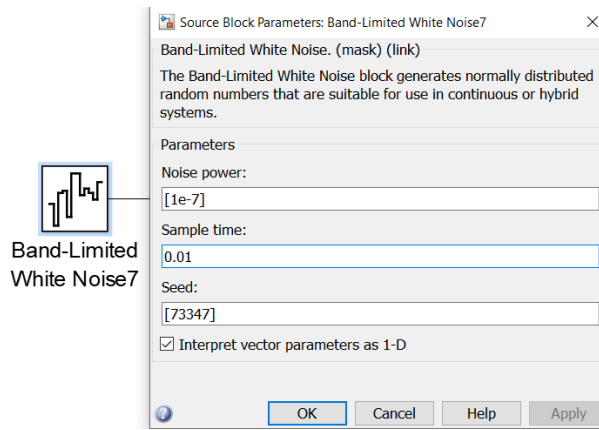 Source Block Parameters: Band-Limited White Noise7
Band-Limited White Noise. (mask) (link)
The Band-Limited White Noise block generates normally distributed
random numbers that are suitable for use in continuous or hybrid
systems.
Parameters
Noise power:
[1e-7]
Sample time:
0.01
Seed:
[73347]
Interpret vector parameters as 1-D
OK Cancel Help Apply
Band-Limited
White Noise7